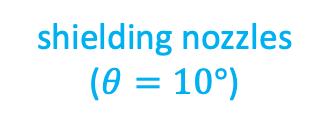 shielding nozzles
(θ = 10°)